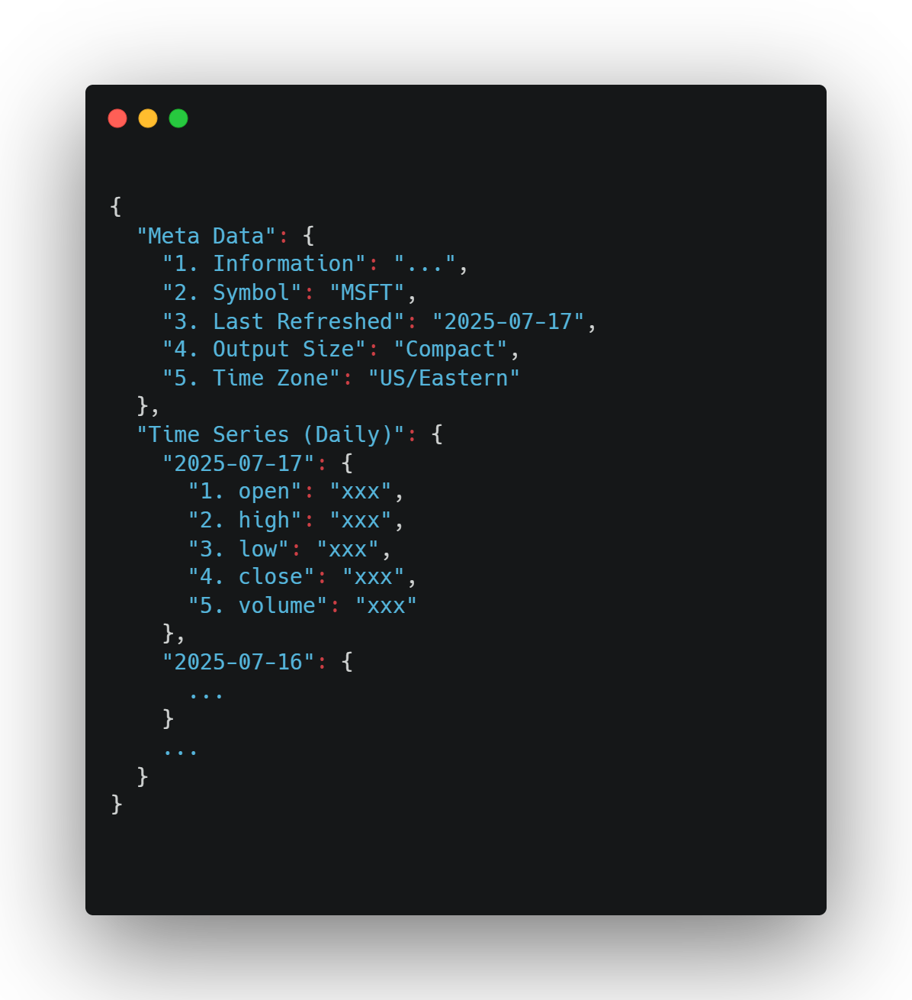 {
  "Meta Data": {
    "1. Information": "...",
    "2. Symbol": "MSFT",
    "3. Last Refreshed": "2025-07-17",
    "4. Output Size": "Compact",
    "5. Time Zone": "US/Eastern"
  },
  "Time Series (Daily)": {
    "2025-07-17": {
      "1. open": "xxx",
      "2. high": "xxx",
      "3. low": "xxx",
      "4. close": "xxx",
      "5. volume": "xxx"
    },
    "2025-07-16": {
      ...
    }
    ...
  }
}